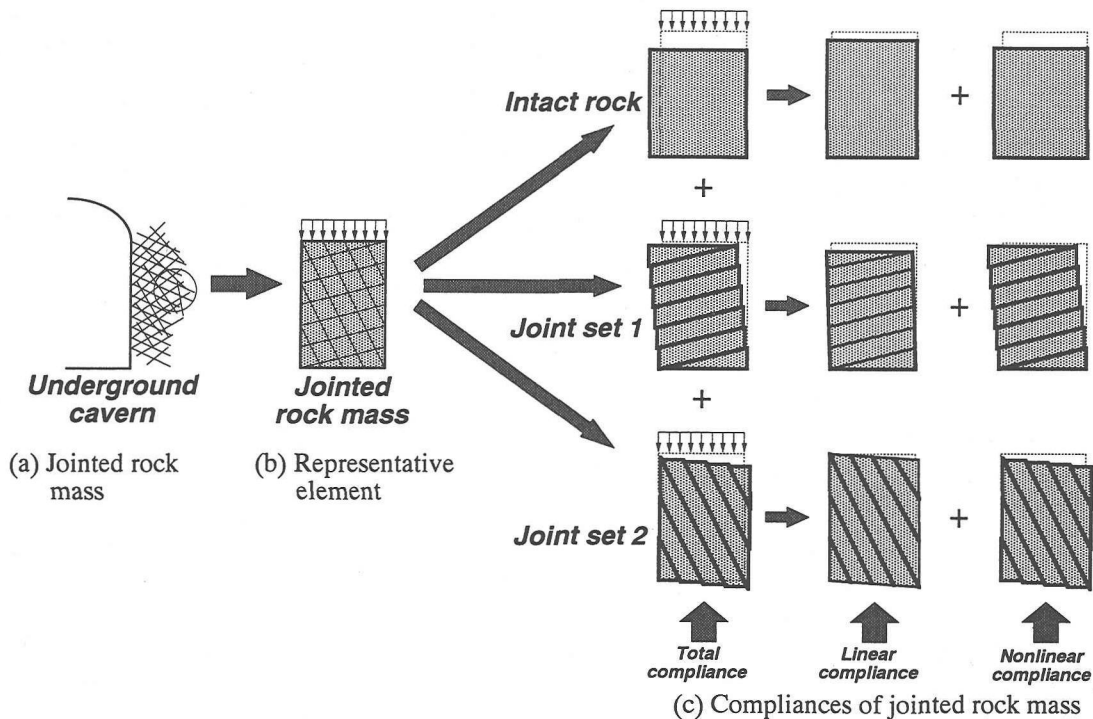 Intact rock
+
+
Joint set 1
+
+
Joint set 2
+
Underground
cavern
Jointed
rock mass
(a) Jointed rock
mass
(b) Representative
element
Total
compliance
Linear
compliance
Nonlinear
compliance
(c) Compliances of jointed rock mass